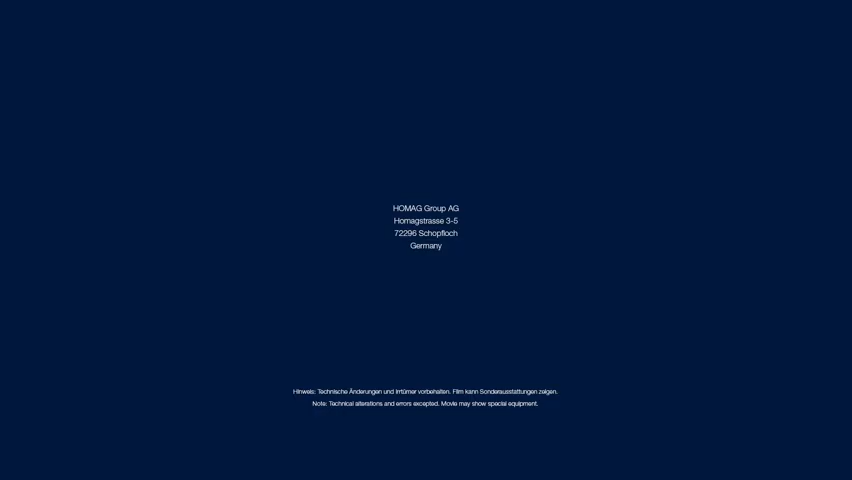 HOMAG Group AG
Homagstrasse 3-5
72296 Schopfloch
Germany
Hinweis: Technische Änderungen und Irrtümer vorbehalten. Film kann Sonderausstattungen zeigen.
Note: Technical alterations and errors excepted. Movie may show special equipment.